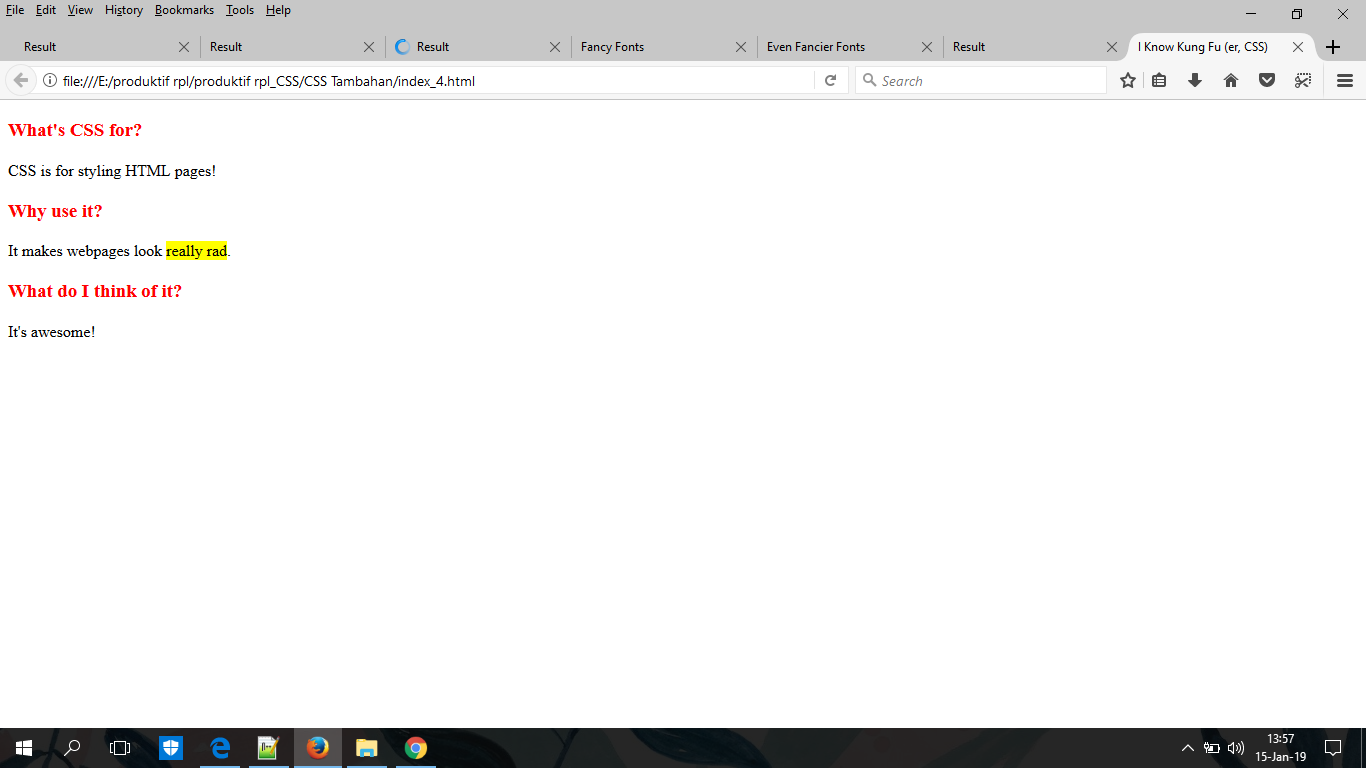 File Edit View History Bookmarks Tools Help
Result Result Result Fancy Fonts Even Fancier Fonts Result I Know Kung Fu (er, CSS)
file:///E:/produktif rpl/produktif rpl_CSS/CSS Tambahan/index_4.html Search
What's CSS for?
CSS is for styling HTML pages!
Why use it?
It makes webpages look really rad.
What do I think of it?
It's awesome!
13:57
15-Jan-19